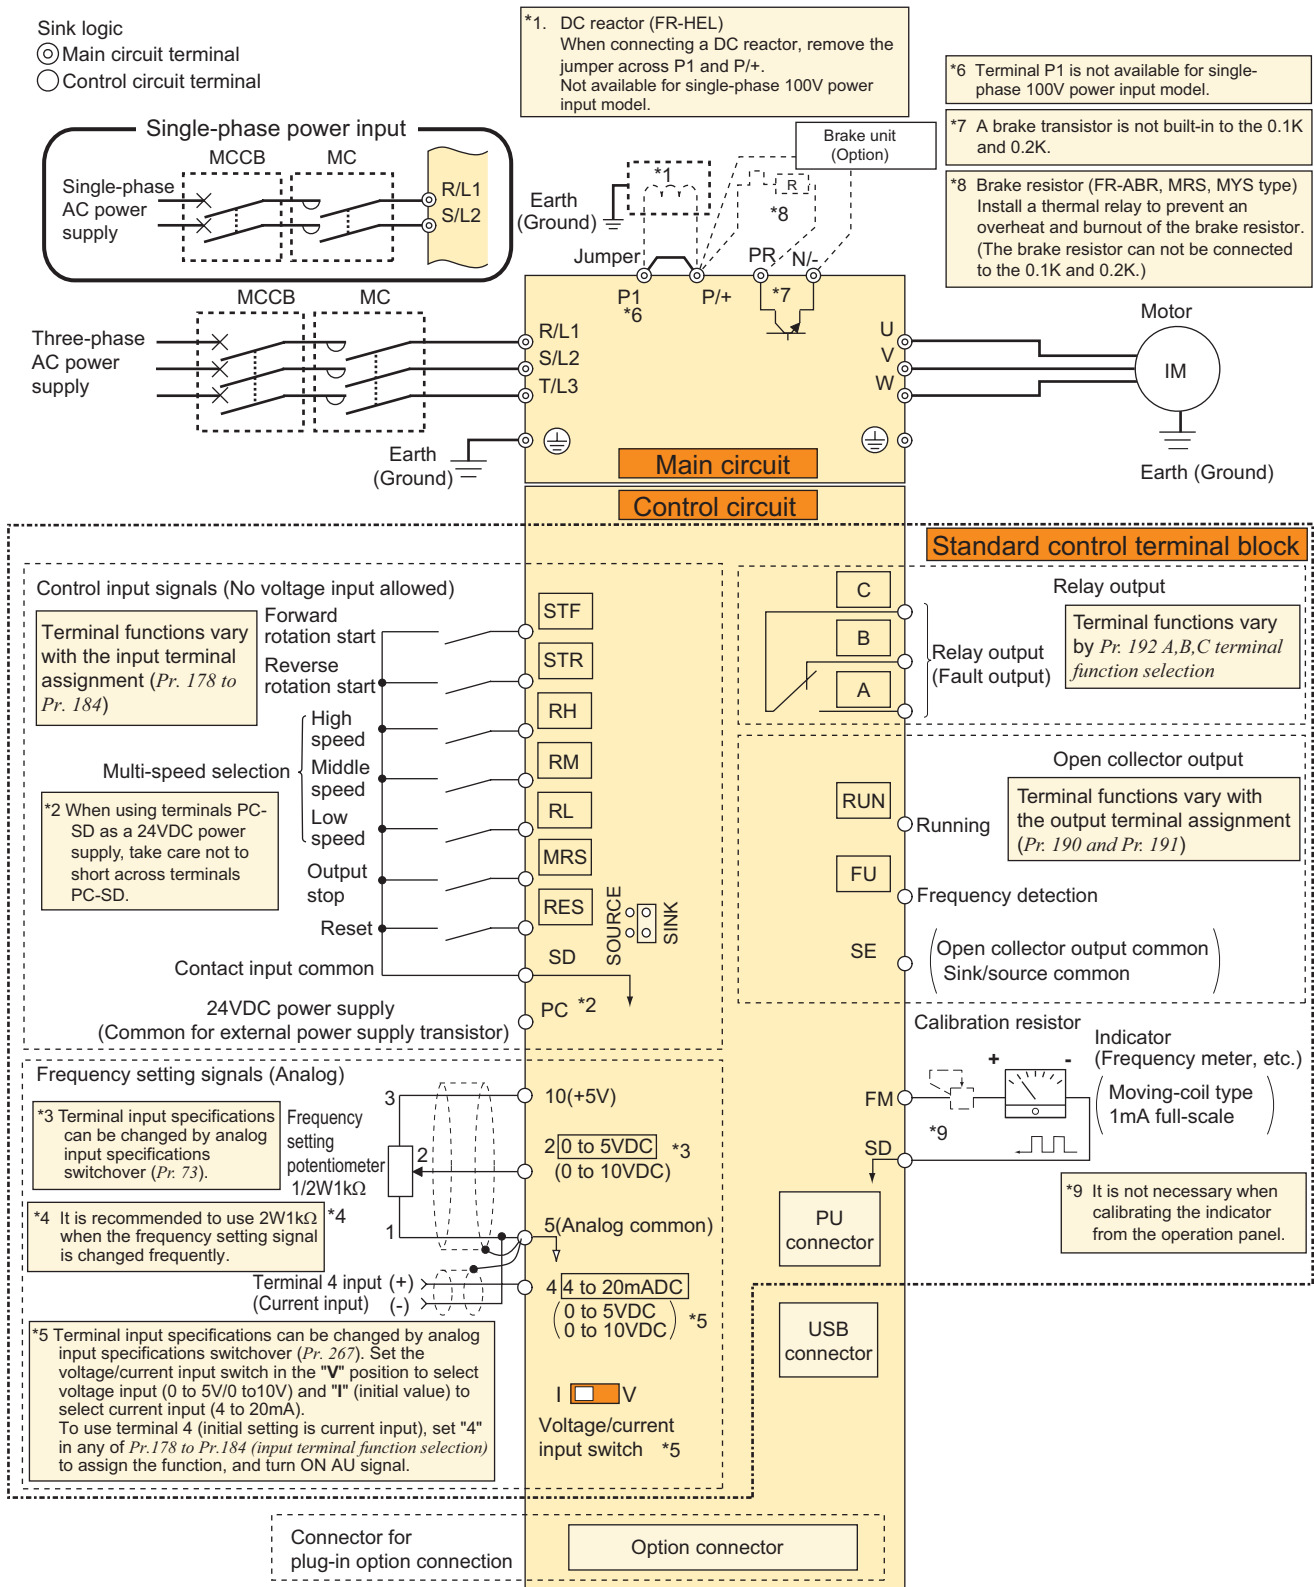 Sink logic
Main circuit terminal
Control circuit terminal
*1. DC reactor (FR-HEL)
When connecting a DC reactor, remove the
jumper across P1 and P/+.
Not available for single-phase 100V power
input model.
*6 Terminal P1 is not available for single-
phase 100V power input model.
*7 A brake transistor is not built-in to the 0.1K
and 0.2K.
*8 Brake resistor (FR-ABR, MRS, MYS type)
Install a thermal relay to prevent an
overheat and burnout of the brake resistor.
(The brake resistor can not be connected
to the 0.1K and 0.2K.)
Single-phase power input
MCCB MC
Single-phase
AC power
supply
R/L1
S/L2
Brake unit
(Option)
*1
R
*8
Earth
(Ground)
Jumper
PR N/-
P1
*6
P/+
*7
MCCB MC
Three-phase
AC power
supply
R/L1
S/L2
T/L3
U
V
W
Motor
IM
Earth
(Ground)
Earth (Ground)
Main circuit
Control circuit
Standard control terminal block
Control input signals (No voltage input allowed)
Terminal functions vary
with the input terminal
assignment (Pr. 178 to
Pr. 184)
Forward
rotation start
STF
Reverse
rotation start
STR
Multi-speed selection
High
speed
RH
Middle
speed
RM
Low
speed
RL
*2 When using terminals PC-
SD as a 24VDC power
supply, take care not to
short across terminals
PC-SD.
Output
stop
MRS
Reset
RES
SOURCE
SINK
Contact input common
SD
24VDC power supply
(Common for external power supply transistor)
PC *2
C
B
A
Relay output
Relay output
(Fault output)
Terminal functions vary
by Pr. 192 A,B,C terminal
function selection
Open collector output
RUN
Running
Terminal functions vary with
the output terminal assignment
(Pr. 190 and Pr. 191)
FU
Frequency detection
SE
Open collector output common
Sink/source common
Frequency setting signals (Analog)
*3 Terminal input specifications
can be changed by analog
input specifications
switchover (Pr. 73).
Frequency
setting
potentiometer
1/2W1kΩ
*4
*4 It is recommended to use 2W1kΩ
when the frequency setting signal
is changed frequently.
3
2
1
10(+5V)
2 0 to 5VDC *3
(0 to 10VDC)
5(Analog common)
Terminal 4 input (+)
(Current input) (-)
4 4 to 20mADC
0 to 5VDC
0 to 10VDC
*5
*5 Terminal input specifications can be changed by analog
input specifications switchover (Pr. 267). Set the
voltage/current input switch in the "V" position to select
voltage input (0 to 5V/0 to10V) and "I" (initial value) to
select current input (4 to 20mA).
To use terminal 4 (initial setting is current input), set "4"
in any of Pr.178 to Pr.184 (input terminal function selection)
to assign the function, and turn ON AU signal.
I V
Voltage/current
input switch *5
Calibration resistor
Indicator
(Frequency meter, etc.)
+ -
Moving-coil type
1mA full-scale
FM
*9
SD
*9 It is not necessary when
calibrating the indicator
from the operation panel.
PU
connector
USB
connector
Connector for
plug-in option connection
Option connector